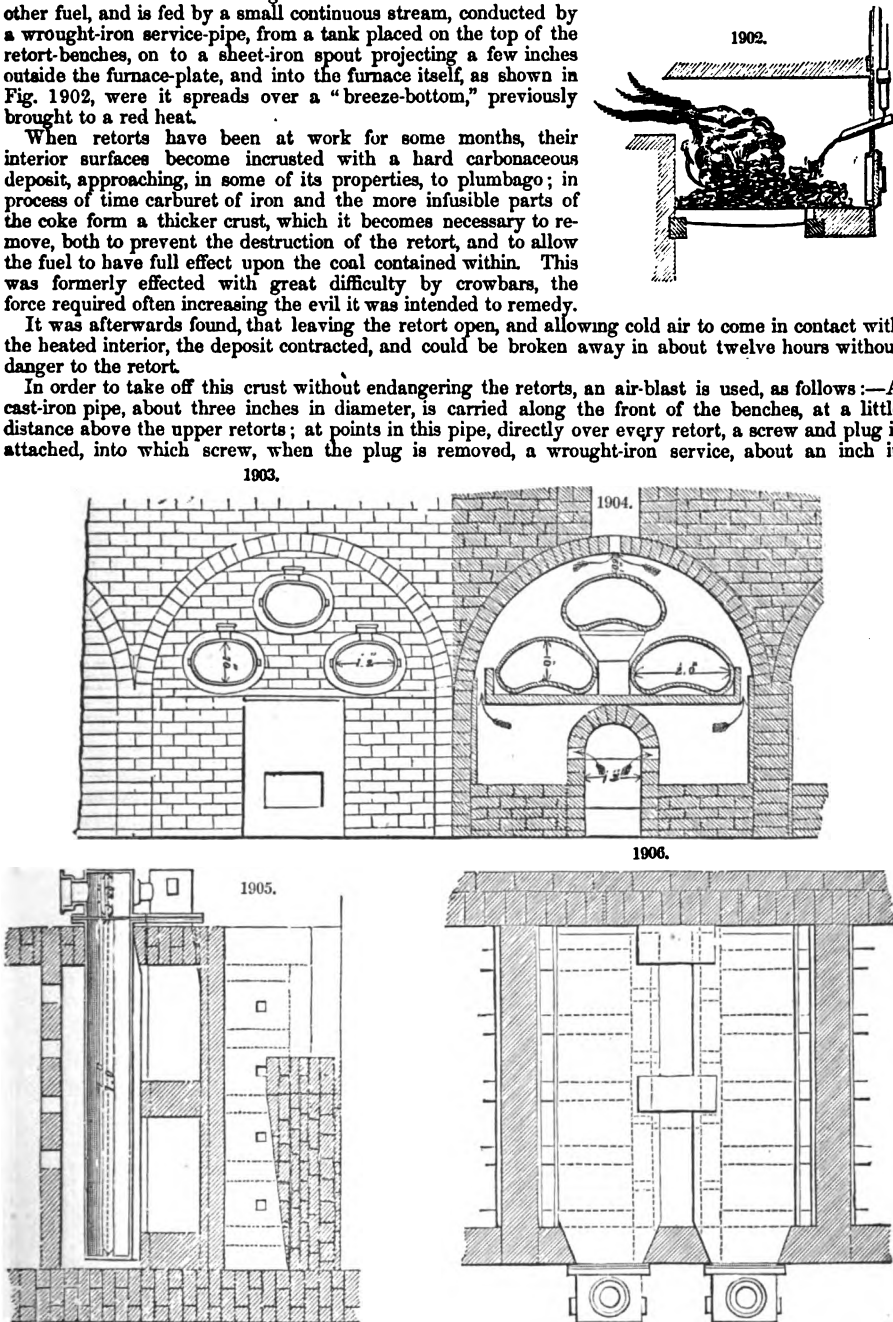 other fuel, and is fed by a small continuous stream, conducted by
a wrought-iron service-pipe, from a tank placed on the top of the
retort-benches, on to a sheet-iron spout projecting a few inches
outside the furnace-plate, and into the furnace itself, as shown in
Fig. 1902, were it spreads over a "breeze-bottom," previously
brought to a red heat.
1902.
When retorts have been at work for some months, their
interior surfaces become incrusted with a hard carbonaceous
deposit, approaching, in some of its properties, to plumbago; in
process of time carburet of iron and the more infusible parts of
the coke form a thicker crust, which it becomes necessary to re-
move, both to prevent the destruction of the retort, and to allow
the fuel to have full effect upon the coal contained within. This
was formerly effected with great difficulty by crowbars, the
force required often increasing the evil it was intended to remedy.
It was afterwards found, that leaving the retort open, and allowing cold air to come in contact with
the heated interior, the deposit contracted, and could be broken away in about twelve hours without
danger to the retort.
In order to take off this crust without endangering the retorts, an air-blast is used, as follows:—A
cast-iron pipe, about three inches in diameter, is carried along the front of the benches, at a little
distance above the upper retorts; at points in this pipe, directly over every retort, a screw and plug i
attached, into which screw, when the plug is removed, a wrought-iron service, about an inch i
1903.
1904.
1905.
1906.